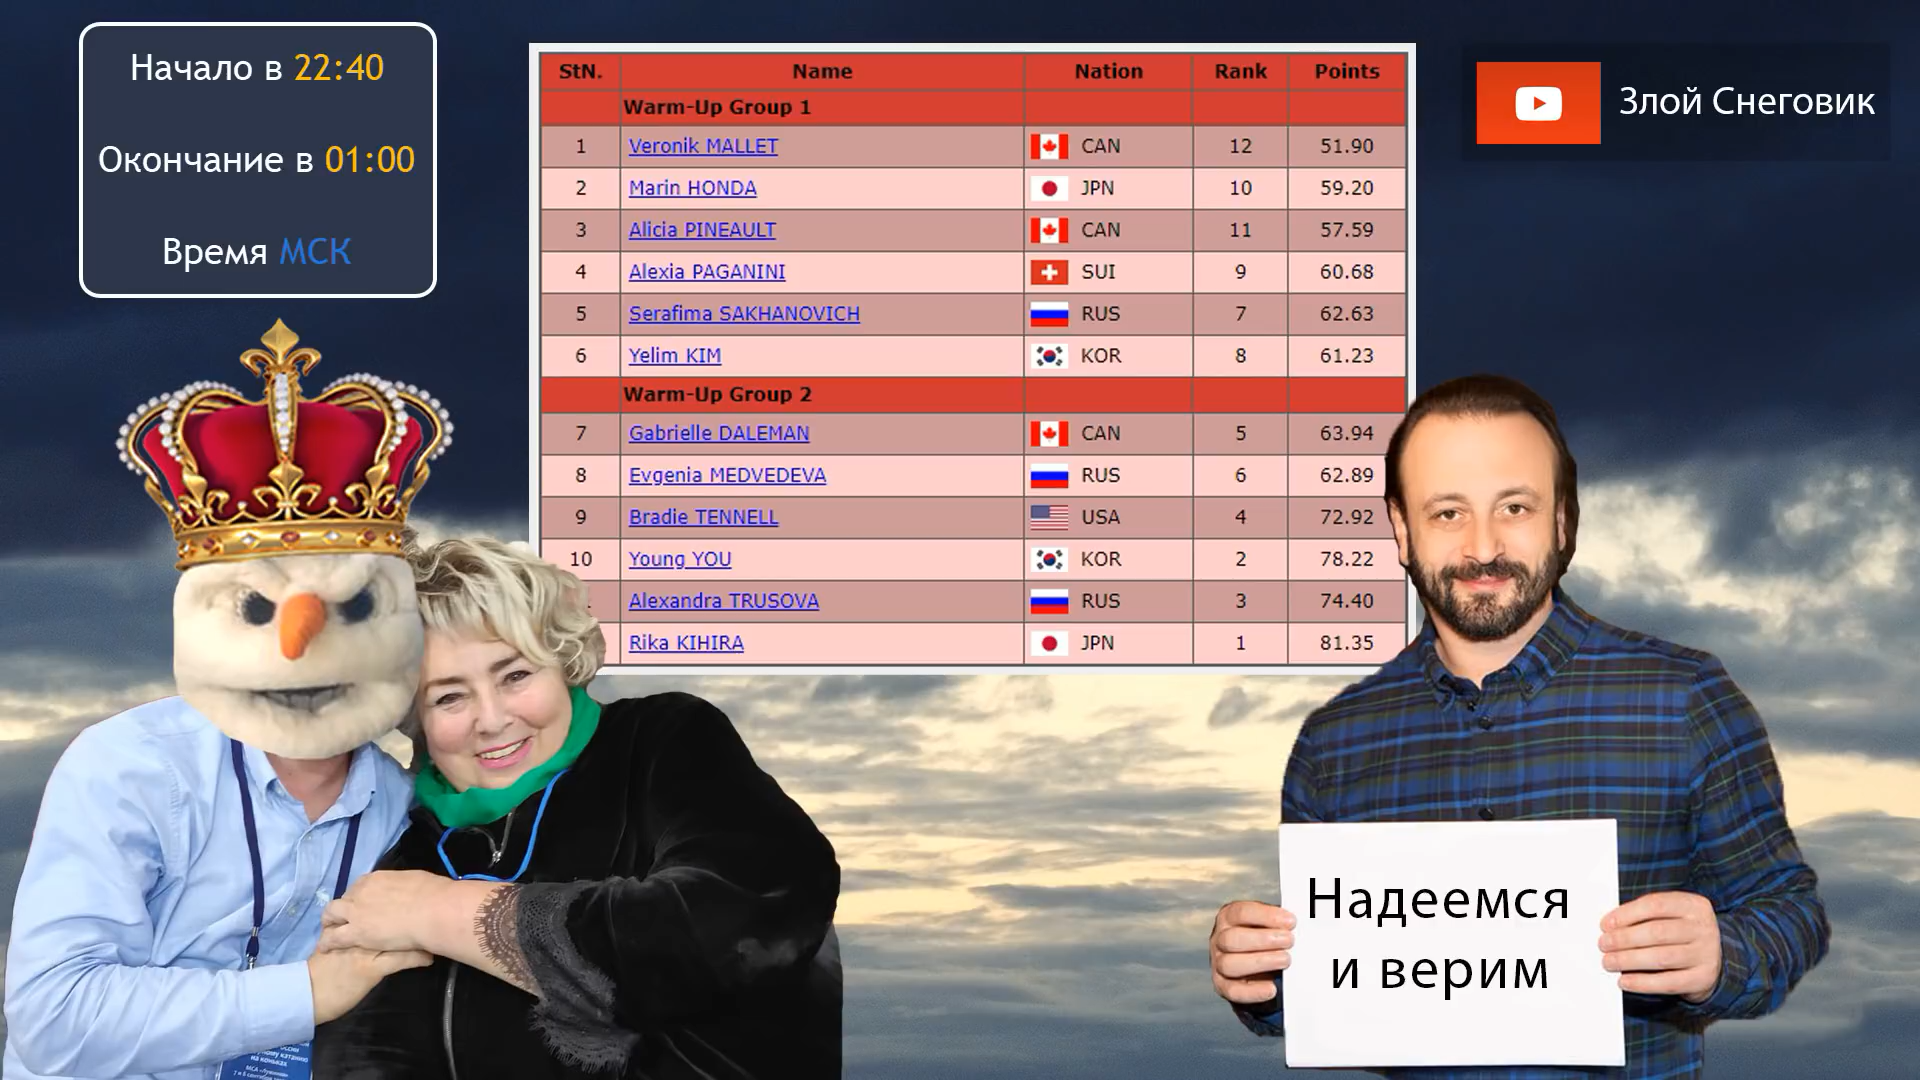 Начало в 22:40
Окончание в 01:00
Время МСК
StN. Name Nation Rank Points
Warm-Up Group 1
1 Veronik MALLET CAN 12 51.90
2 Marin HONDA JPN 10 59.20
3 Alicia PINEAULT CAN 11 57.59
4 Alexia PAGANINI SUI 9 60.68
5 Serafima SAKHANOVICH RUS 7 62.63
6 Yelim KIM KOR 8 61.23
Warm-Up Group 2
7 Gabrielle DALEMAN CAN 5 63.94
8 Evgenia MEDVEDEVA RUS 6 62.89
9 Bradie TENNELL USA 4 72.92
10 Young YOU KOR 2 78.22
Alexandra TRUSOVA RUS 3 74.40
Rika KIHIRA JPN 1 81.35
Злой Снеговик
Надеемся
и верим
катанию
на коньках